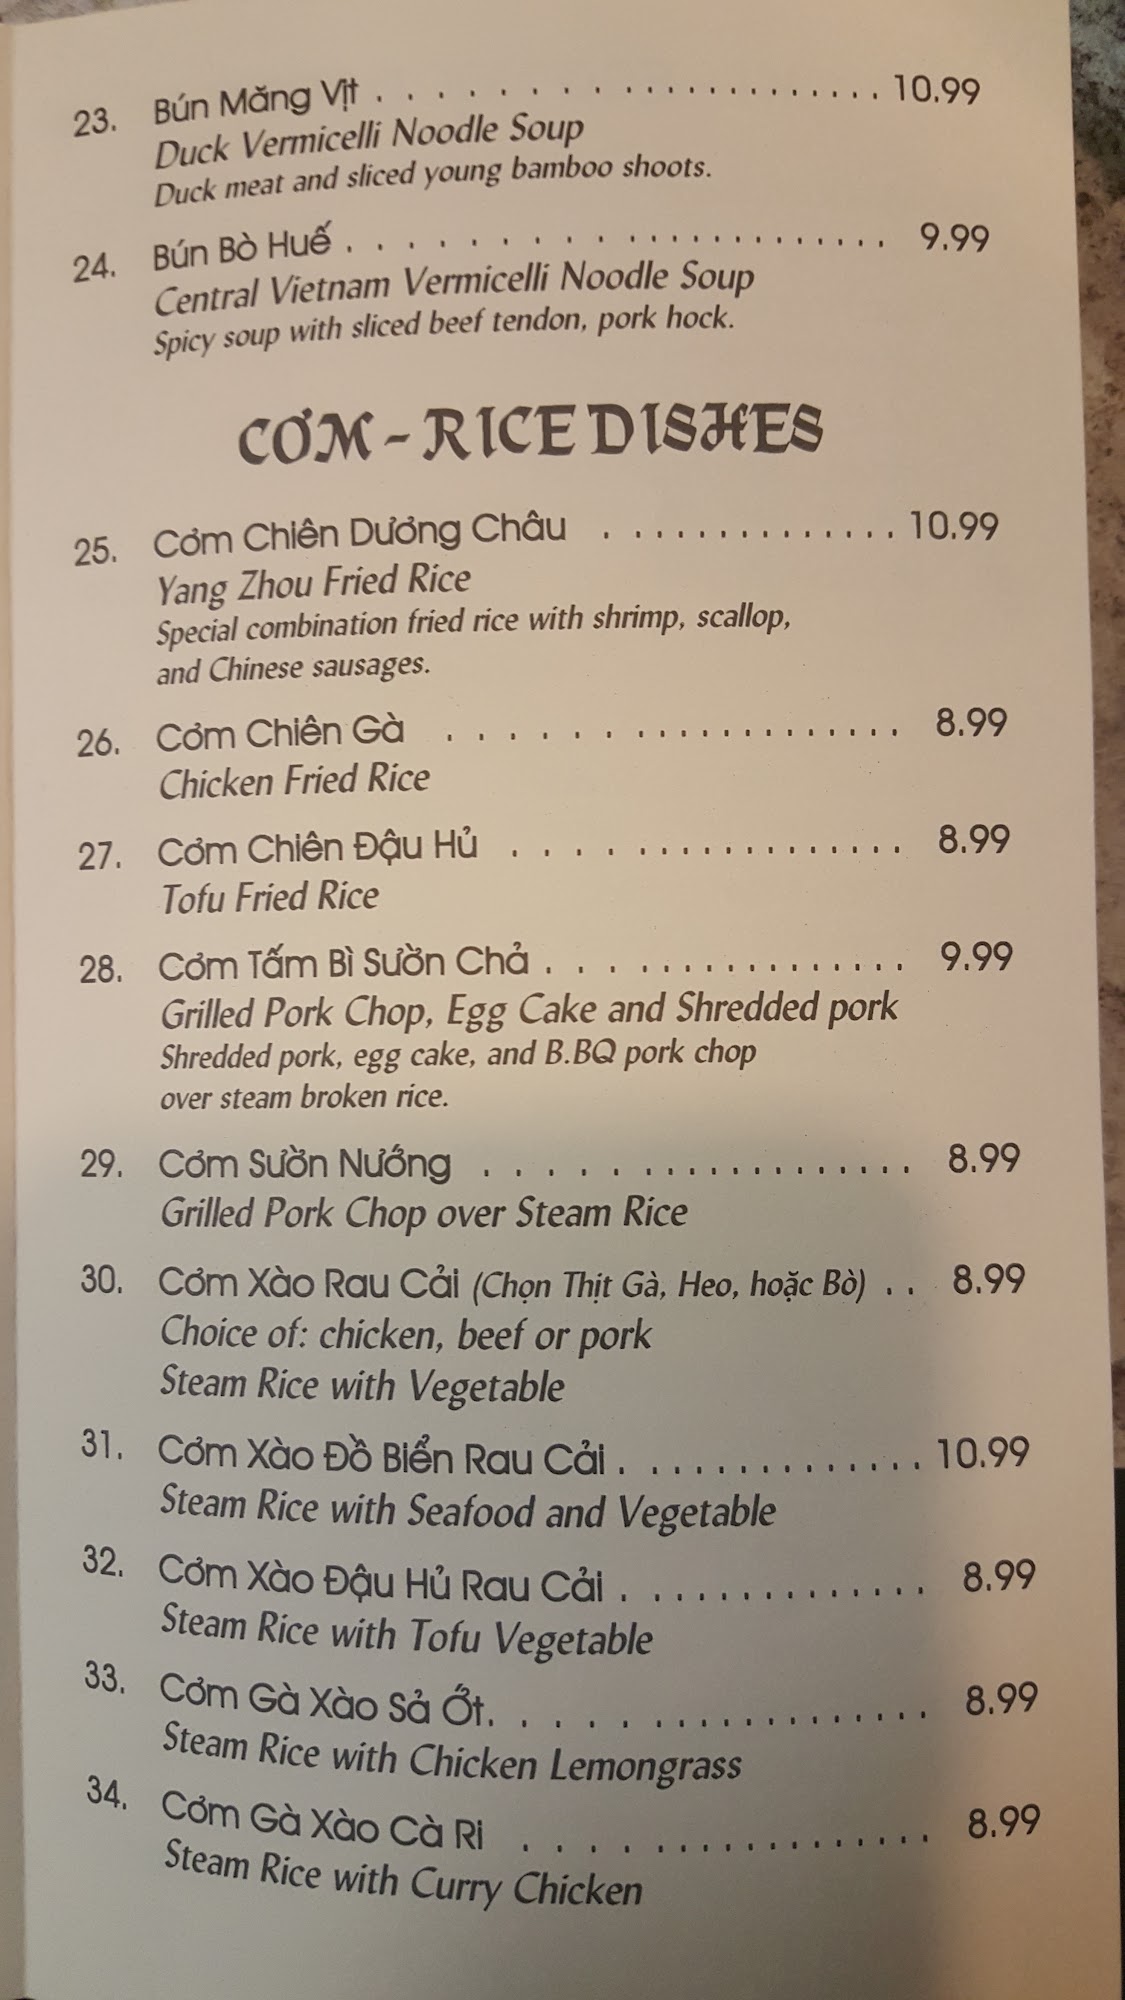 23. Bún Măng Vịt . . . . . . . . . . . . . . . . . . . . . 10.99
Duck Vermicelli Noodle Soup
Duck meat and sliced young bamboo shoots.
24. Bún Bò Huế . . . . . . . . . . . . . . . . . . . . . . 9.99
Central Vietnam Vermicelli Noodle Soup
Spicy soup with sliced beef tendon, pork hock.
CƠM - RICE DISHES
25. Cơm Chiên Dương Châu . . . . . . . . . . . . . . 10.99
Yang Zhou Fried Rice
Special combination fried rice with shrimp, scallop,
and Chinese sausages.
26. Cơm Chiên Gà . . . . . . . . . . . . . . . . . . . 8.99
Chicken Fried Rice
27. Cơm Chiên Đậu Hủ . . . . . . . . . . . . . . . . . 8.99
Tofu Fried Rice
28. Cơm Tấm Bì Sườn Chả . . . . . . . . . . . . . . . . 9.99
Grilled Pork Chop, Egg Cake and Shredded pork
Shredded pork, egg cake, and B.BQ pork chop
over steam broken rice.
29. Cơm Sườn Nướng . . . . . . . . . . . . . . . . . . 8.99
Grilled Pork Chop over Steam Rice
30. Cơm Xào Rau Cải (Chọn Thịt Gà, Heo, hoặc Bò) . . 8.99
Choice of: chicken, beef or pork
Steam Rice with Vegetable
31. Cơm Xào Đồ Biển Rau Cải . . . . . . . . . . . . . . 10.99
Steam Rice with Seafood and Vegetable
32. Cơm Xào Đậu Hủ Rau Cải . . . . . . . . . . . . . . 8.99
Steam Rice with Tofu Vegetable
33. Cơm Gà Xào Sả Ớt. . . . . . . . . . . . . . . . . . . 8.99
Steam Rice with Chicken Lemongrass
34. Cơm Gà Xào Cà Ri . . . . . . . . . . . . . . . . . 8.99
Steam Rice with Curry Chicken